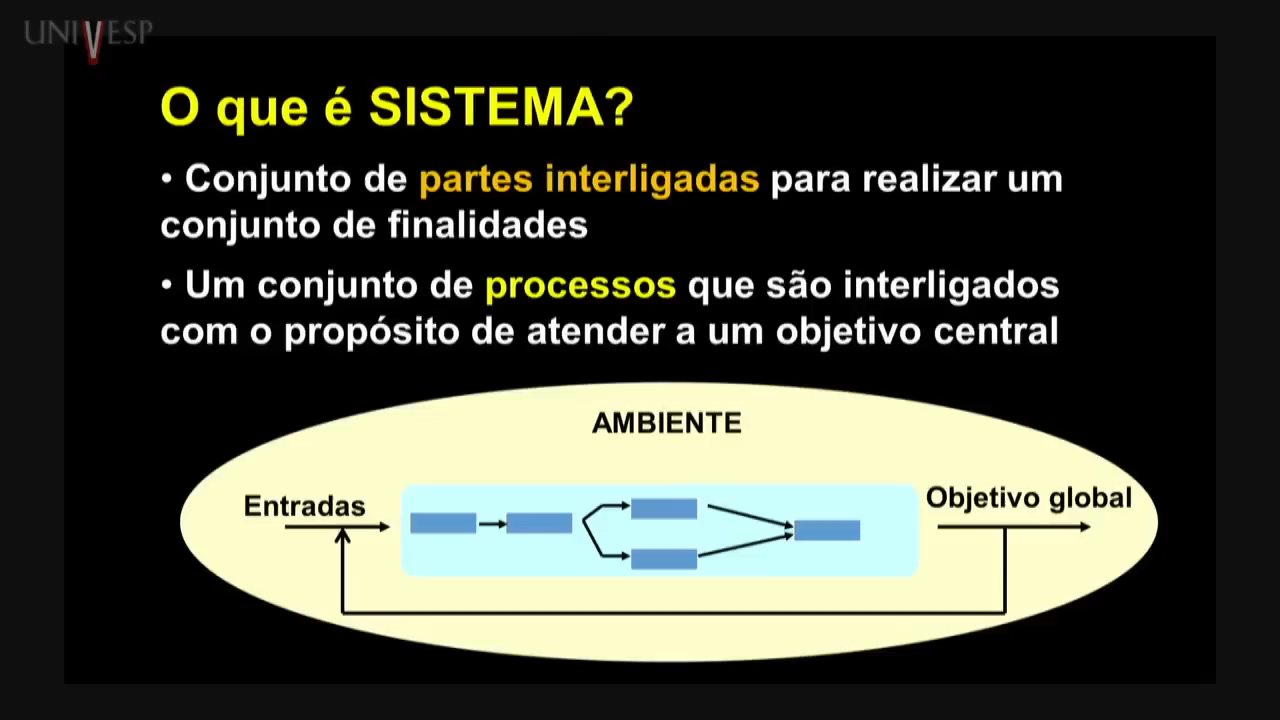 UNIVESP
O que é SISTEMA?
• Conjunto de partes interligadas para realizar um
conjunto de finalidades
• Um conjunto de processos que são interligados
com o propósito de atender a um objetivo central
AMBIENTE
Entradas
Objetivo global